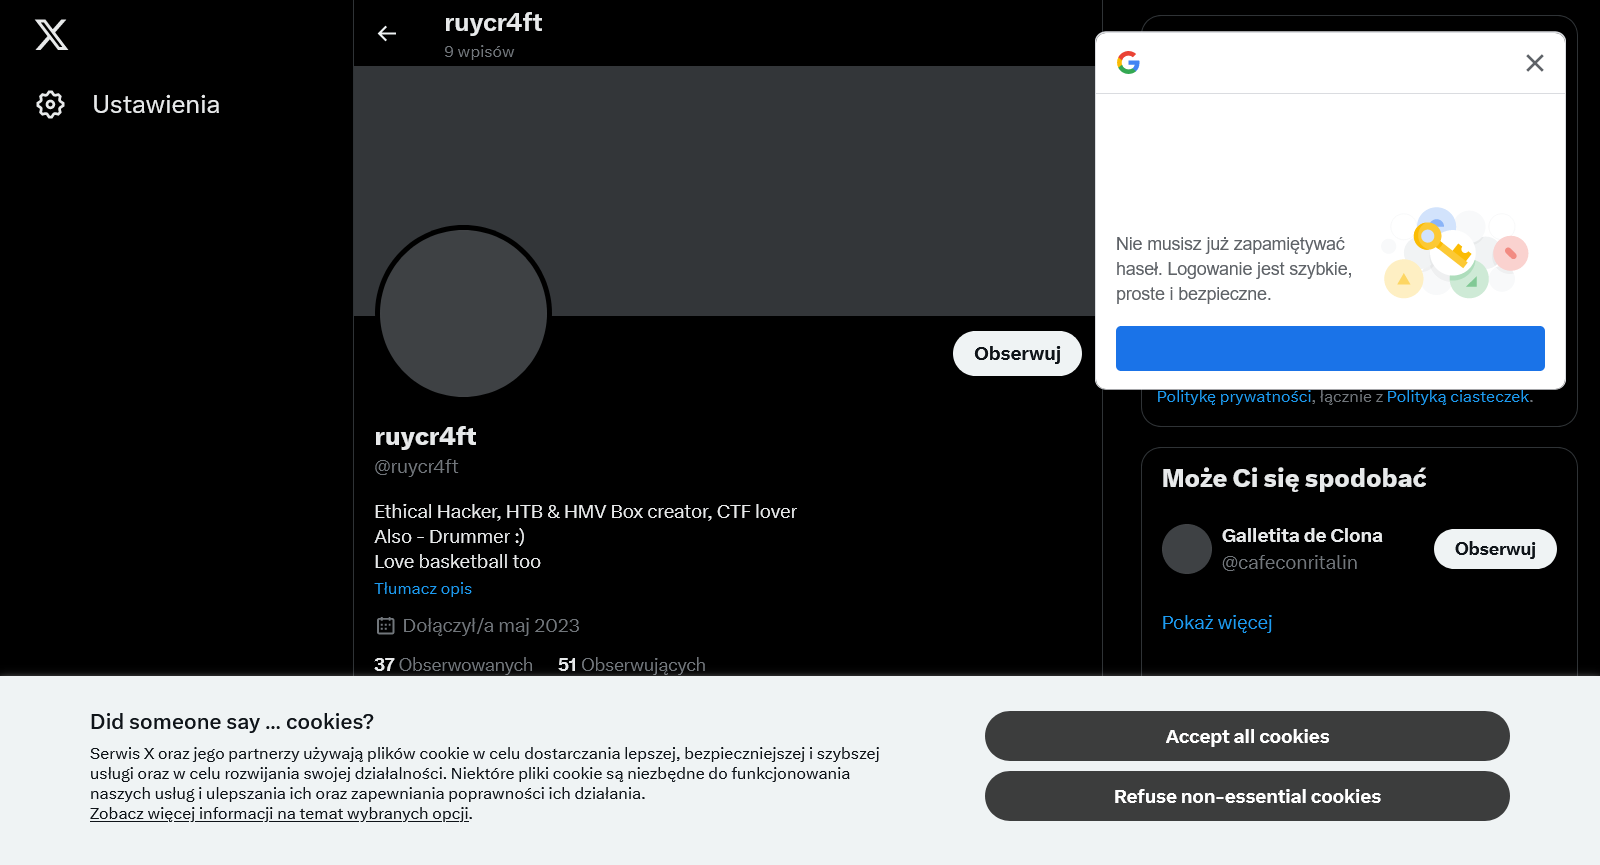 Ustawienia
ruycr4ft
9 wpisów
Obserwuj
ruycr4ft
@ruycr4ft
Ethical Hacker, HTB & HMV Box creator, CTF lover
Also - Drummer :)
Love basketball too
Tłumacz opis
Dołączył/a maj 2023
37 Obserwowanych 51 Obserwujących
Nie musisz już zapamiętywać
haseł. Logowanie jest szybkie,
proste i bezpieczne.
Politykę prywatności, łącznie z Polityką ciasteczek.
Może Ci się spodobać
Galletita de Clona
@cafeconritalin
Obserwuj
Pokaż więcej
Did someone say … cookies?
Serwis X oraz jego partnerzy używają plików cookie w celu dostarczania lepszej, bezpieczniejszej i szybszej
usługi oraz w celu rozwijania swojej działalności. Niektóre pliki cookie są niezbędne do funkcjonowania
naszych usług i ulepszania ich oraz zapewniania poprawności ich działania.
Zobacz więcej informacji na temat wybranych opcji.
Accept all cookies
Refuse non-essential cookies